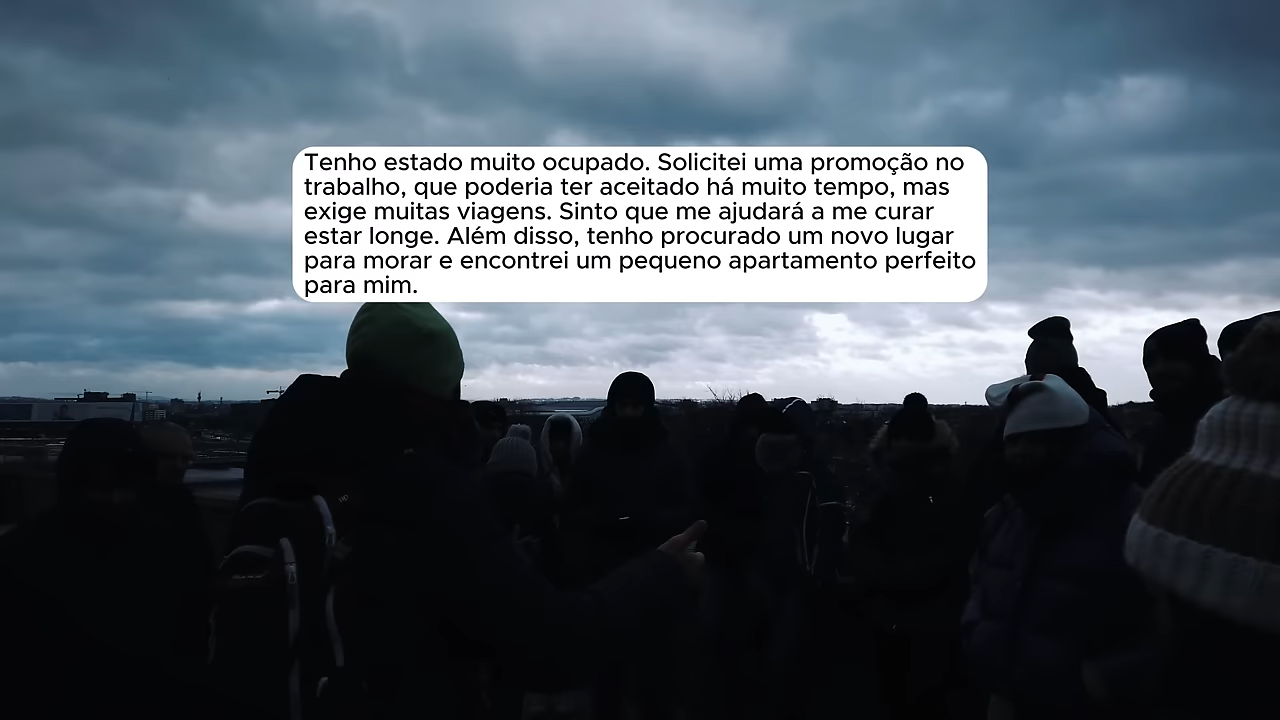 Tenho estado muito ocupado. Solicitei uma promoção no
trabalho, que poderia ter aceitado há muito tempo, mas
exige muitas viagens. Sinto que me ajudará a me curar
estar longe. Além disso, tenho procurado um novo lugar
para morar e encontrei um pequeno apartamento perfeito
para mim.